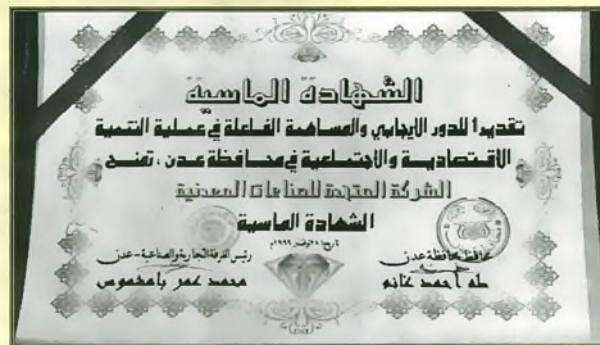 الشهادة الماسية
تقديرا للدور الايجابي والمساهمة الفاعلة في عملية التنمية
الاقتصادية والاجتماعية في محافظة عدن ، تمنح
الشركة المتحدة للصناعات المعدنية
الشهادة الماسية
محافظ محافظة عدن
طه أحمد غانم
رئيس الغرفة التجارية والصناعية - عدن
محمد عمر بامشموس